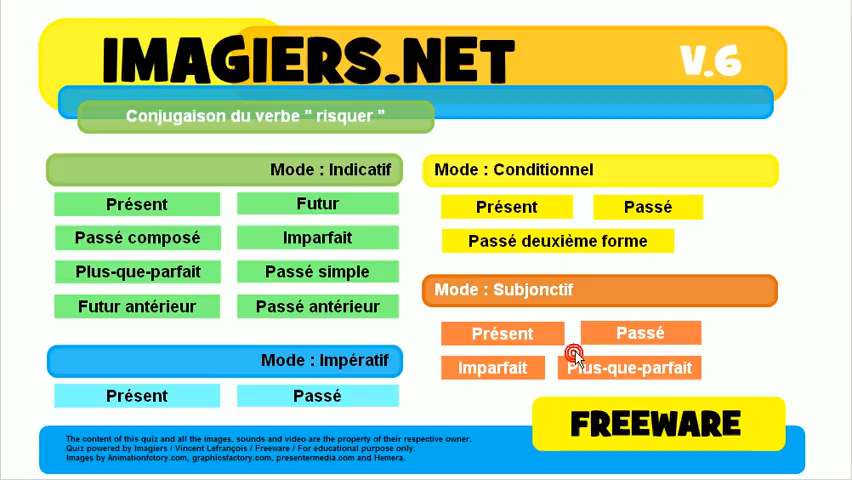 IMAGIERS.NET
V.6
Conjugaison du verbe " risquer "
Mode : Indicatif
Présent
Futur
Passé composé
Imparfait
Plus-que-parfait
Passé simple
Futur antérieur
Passé antérieur
Mode : Impératif
Présent
Passé
Mode : Conditionnel
Présent
Passé
Passé deuxième forme
Mode : Subjonctif
Présent
Passé
Imparfait
Plus-que-parfait
FREEWARE
The content of this quiz and all the images, sounds and video are the property of their respective owner.
Quiz powered by Imagiers / Vincent Lefrançois / Freeware / For educational purpose only.
Images by Animationfctory.com, graphicsfactory.com, presentermedia.com and Hemera.